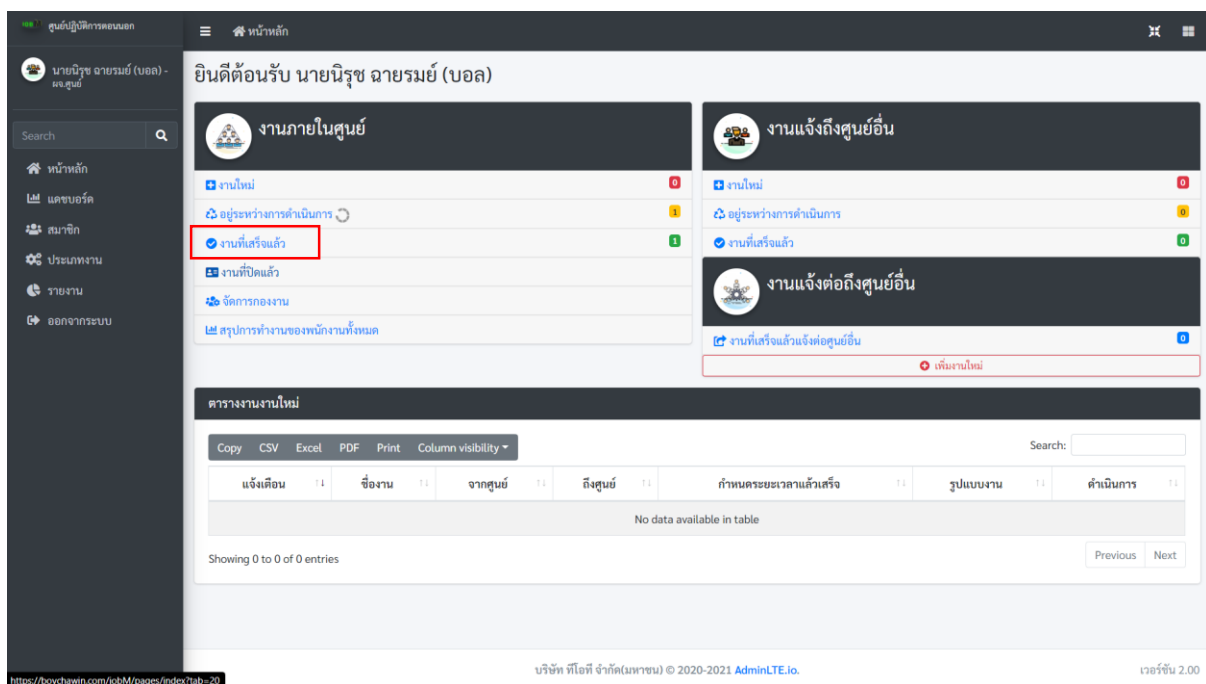 ศูนย์ปฏิบัติการตอนนอก
หน้าหลัก
นายนิรุช ฉายรมย์ (บอล) -
ผจ.ศูนย์
Search
หน้าหลัก
แดชบอร์ด
สมาชิก
ประเภทงาน
รายงาน
ออกจากระบบ
ยินดีต้อนรับ นายนิรุช ฉายรมย์ (บอล)
งานภายในศูนย์
งานใหม่ 0
อยู่ระหว่างการดำเนินการ 1
งานที่เสร็จแล้ว 1
งานที่ปิดแล้ว
จัดการกองงาน
สรุปการทำงานของพนักงานทั้งหมด
งานแจ้งถึงศูนย์อื่น
งานใหม่ 0
อยู่ระหว่างการดำเนินการ 0
งานที่เสร็จแล้ว 0
งานแจ้งต่อถึงศูนย์อื่น
งานที่เสร็จแล้วแจ้งต่อศูนย์อื่น 0
เพิ่มงานใหม่
ตารางงานงานใหม่
Copy CSV Excel PDF Print Column visibility
Search:
แจ้งเตือน ชื่องาน จากศูนย์ ถึงศูนย์ กำหนดระยะเวลาแล้วเสร็จ รูปแบบงาน ดำเนินการ
No data available in table
Showing 0 to 0 of 0 entries
Previous Next
บริษัท ทีโอที จำกัด(มหาชน) © 2020-2021 AdminLTE.io.
เวอร์ชัน 2.00
https://boychawin.com/jobM/pages/index?tab=20